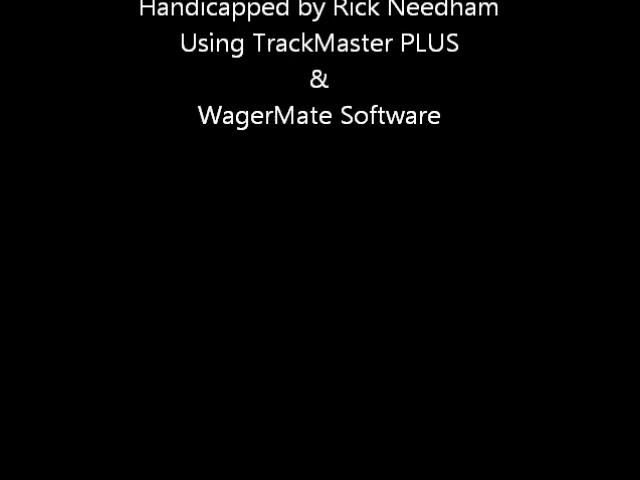 Handicapped by Rick Needham
Using TrackMaster PLUS
&
WagerMate Software